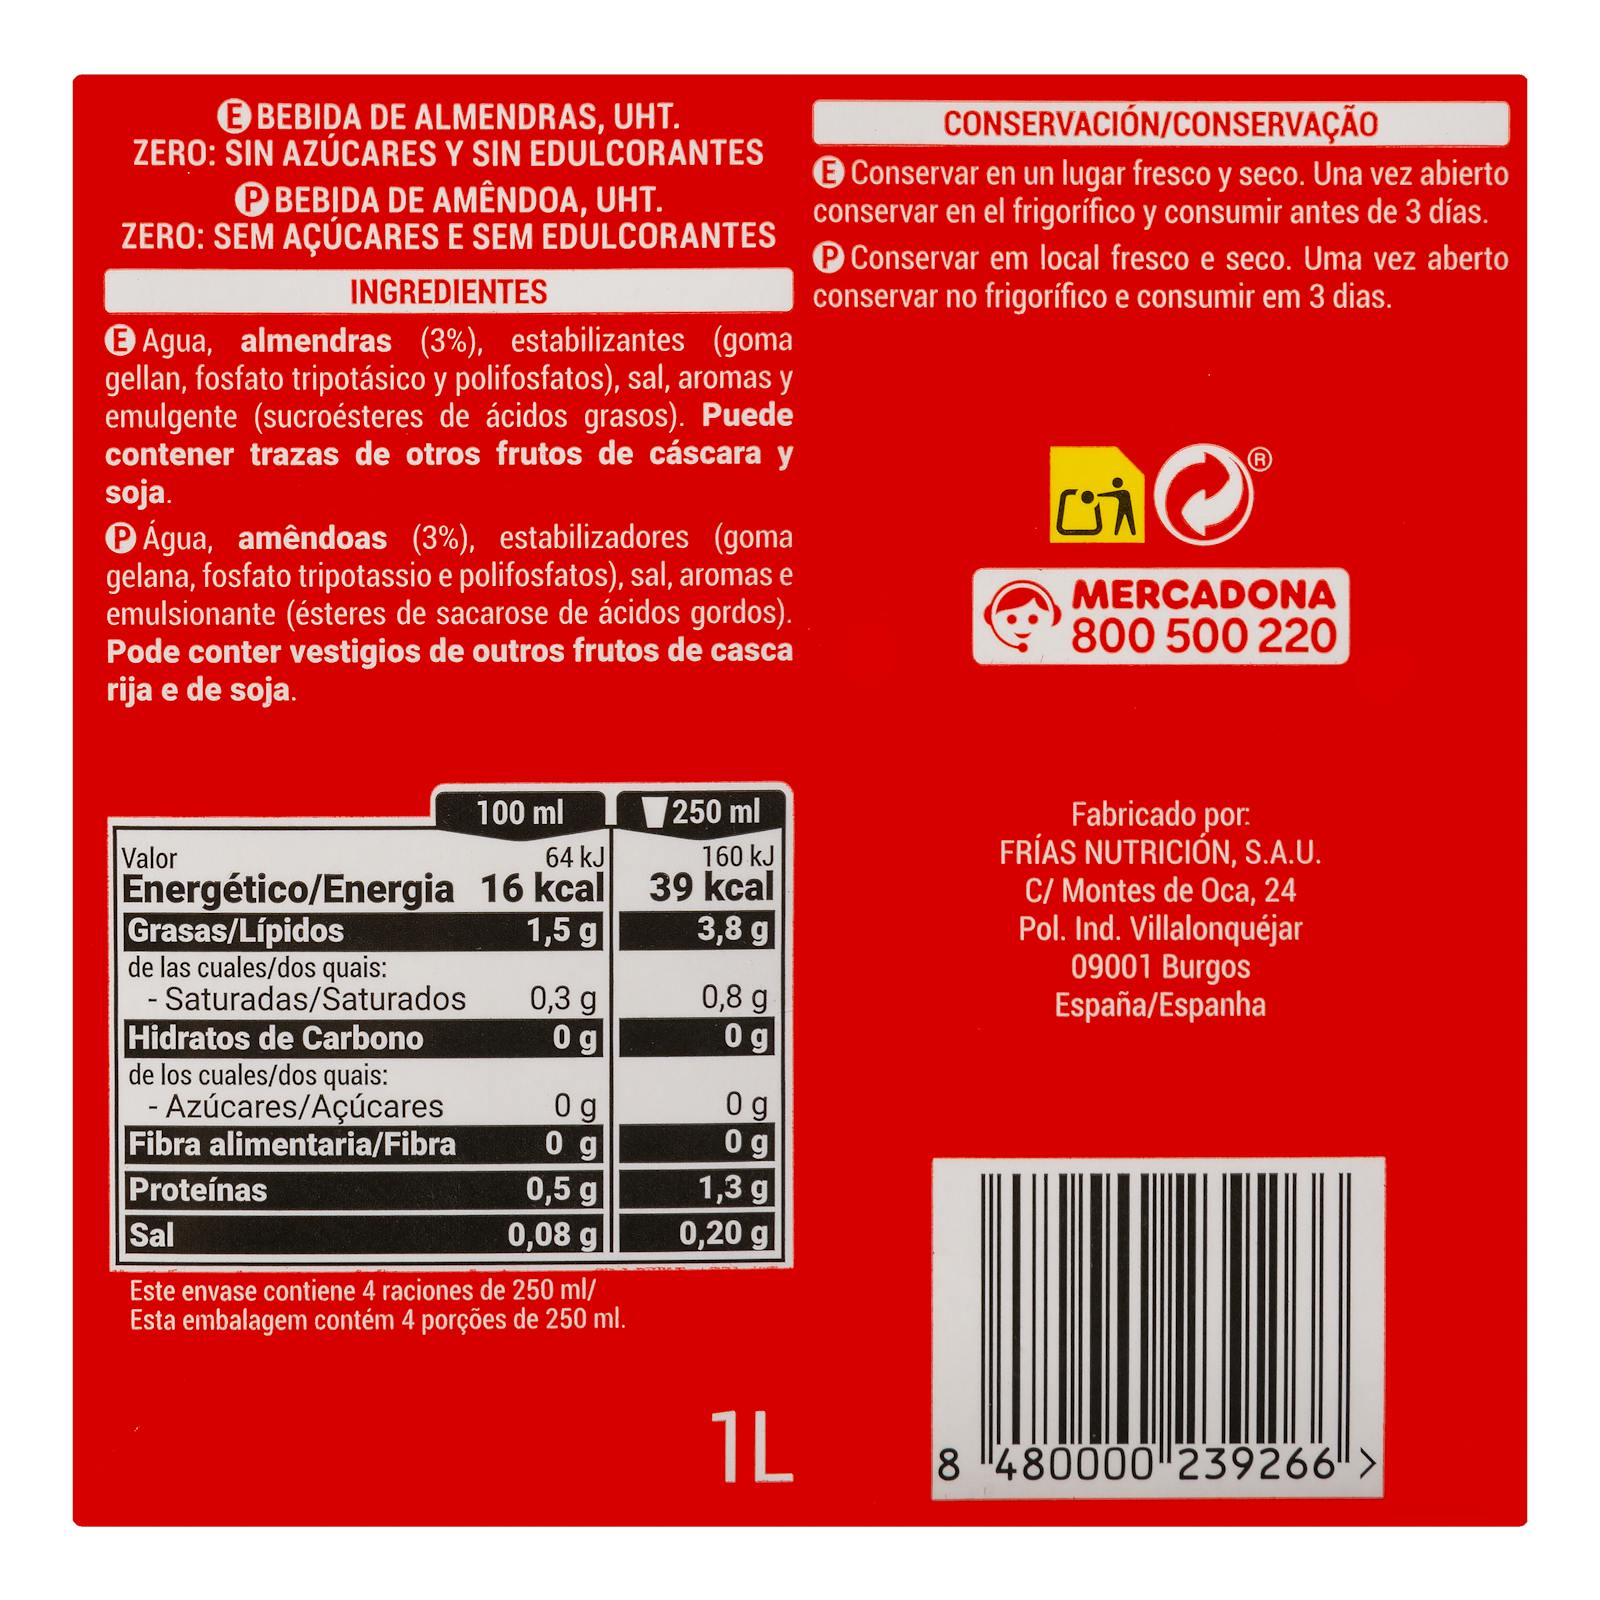 E BEBIDA DE ALMENDRAS, UHT.
ZERO: SIN AZÚCARES Y SIN EDULCORANTES
P BEBIDA DE AMÊNDOA, UHT.
ZERO: SEM AÇÚCARES E SEM EDULCORANTES
INGREDIENTES
E Agua, almendras (3%), estabilizantes (goma
gellan, fosfato tripotásico y polifosfatos), sal, aromas y
emulgente (sucroésteres de ácidos grasos). Puede
contener trazas de otros frutos de cáscara y
soja.
P Água, amêndoas (3%), estabilizadores (goma
gelana, fosfato tripotassio e polifosfatos), sal, aromas e
emulsionante (ésteres de sacarose de ácidos gordos).
Pode conter vestigios de outros frutos de casca
rija e de soja.
100 ml 250 ml
Valor 64 kJ 160 kJ
Energético/Energia 16 kcal 39 kcal
Grasas/Lípidos 1,5 g 3,8 g
de las cuales/dos quais:
- Saturadas/Saturados 0,3 g 0,8 g
Hidratos de Carbono 0 g 0 g
de los cuales/dos quais:
- Azúcares/Açúcares 0 g 0 g
Fibra alimentaria/Fibra 0 g 0 g
Proteínas 0,5 g 1,3 g
Sal 0,08 g 0,20 g
Este envase contiene 4 raciones de 250 ml/
Esta embalagem contém 4 porções de 250 ml.
1L
CONSERVACIÓN/CONSERVAÇÃO
E Conservar en un lugar fresco y seco. Una vez abierto
conservar en el frigorífico y consumir antes de 3 días.
P Conservar em local fresco e seco. Uma vez aberto
conservar no frigorífico e consumir em 3 dias.
®
MERCADONA
800 500 220
Fabricado por:
FRÍAS NUTRICIÓN, S.A.U.
C/ Montes de Oca, 24
Pol. Ind. Villalonquéjar
09001 Burgos
España/Espanha
8 480000 239266 >